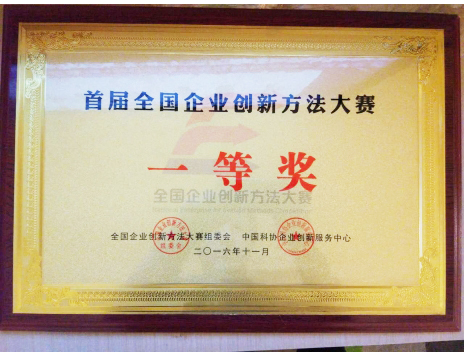 首届全国企业创新方法大赛
一等奖
全国企业创新方法大赛
全国企业创新方法大赛组委会 中国科协企业创新服务中心
二〇一六年十一月